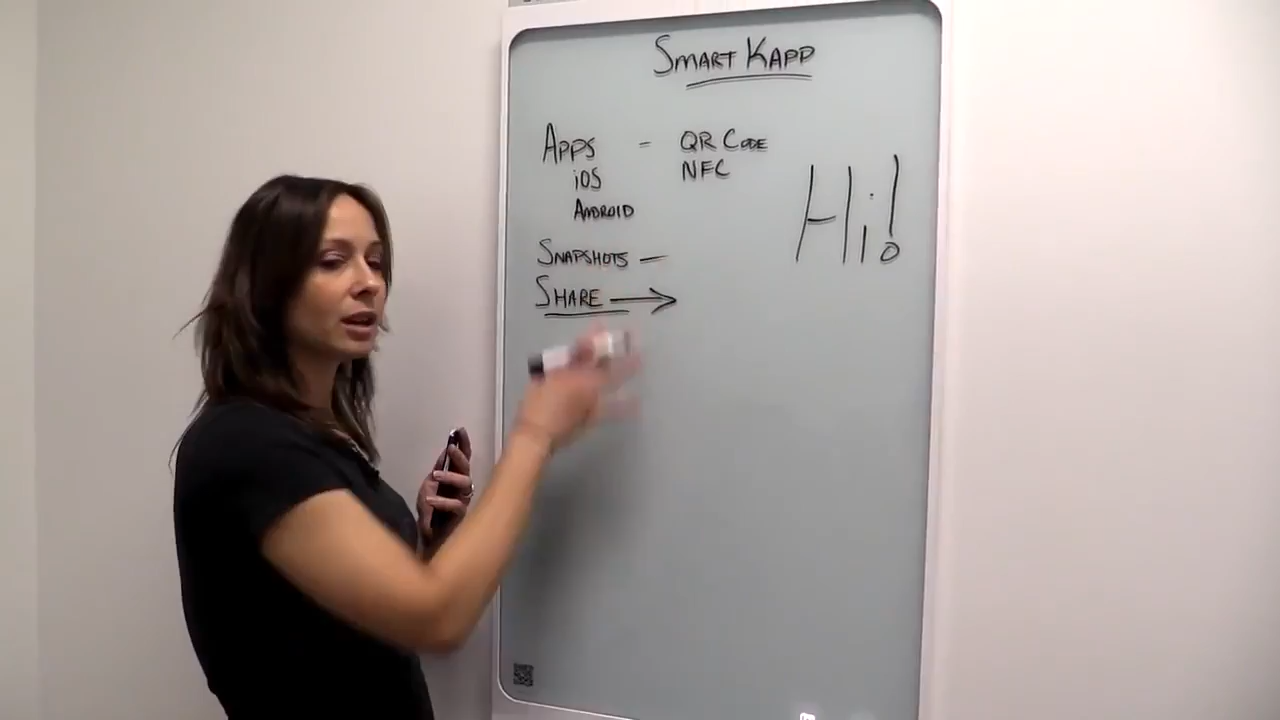 SMART KAPP
APPS - QR CODE
NFC
iOS
ANDROID
SNAPSHOTS —
SHARE →
Hi!